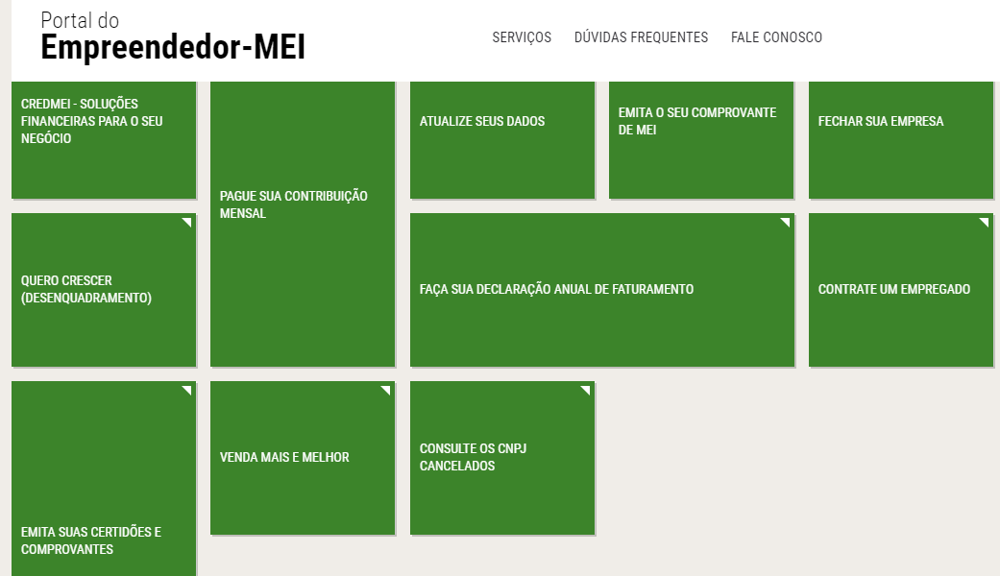 Portal do
Empreendedor-MEI
SERVIÇOS
DÚVIDAS FREQUENTES
FALE CONOSCO
CREDMEI - SOLUÇÕES
FINANCEIRAS PARA O SEU
NEGÓCIO
PAGUE SUA CONTRIBUIÇÃO
MENSAL
ATUALIZE SEUS DADOS
EMITA O SEU COMPROVANTE
DE MEI
FECHAR SUA EMPRESA
QUERO CRESCER
(DESENQUADRAMENTO)
FAÇA SUA DECLARAÇÃO ANUAL DE FATURAMENTO
CONTRATE UM EMPREGADO
EMITA SUAS CERTIDÕES E
COMPROVANTES
VENDA MAIS E MELHOR
CONSULTE OS CNPJ
CANCELADOS